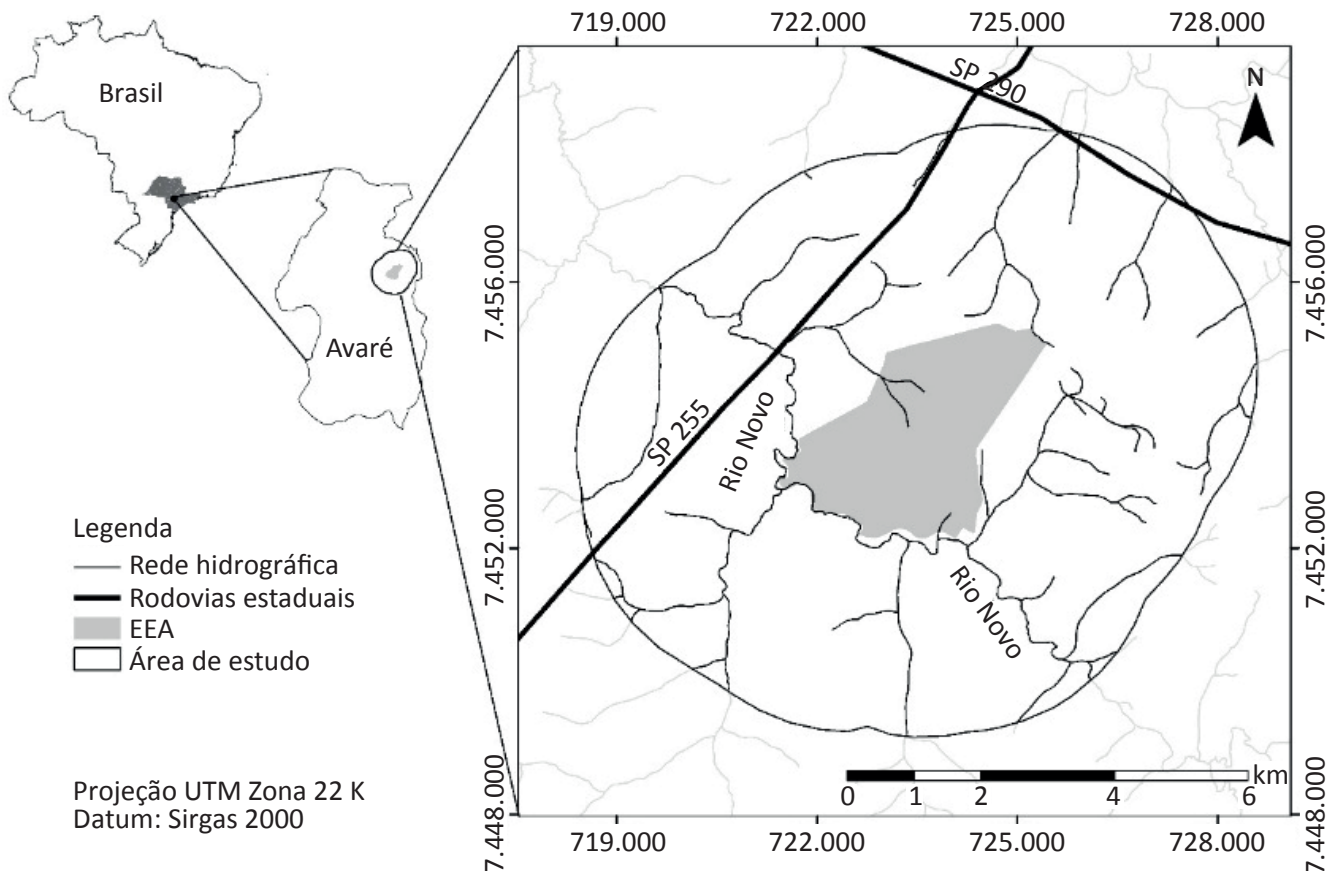 Brasil
Avaré
Legenda
Rede hidrográfica
Rodovias estaduais
EEA
Área de estudo
Projeção UTM Zona 22 K
Datum: Sirgas 2000
719.000
722.000
725.000
728.000
7.456.000
7.452.000
7.448.000
SP 290
N
SP 255
Rio Novo
Rio Novo
km
0
1
2
4
6
7.456.000
7.452.000
7.448.000
719.000
722.000
725.000
728.000